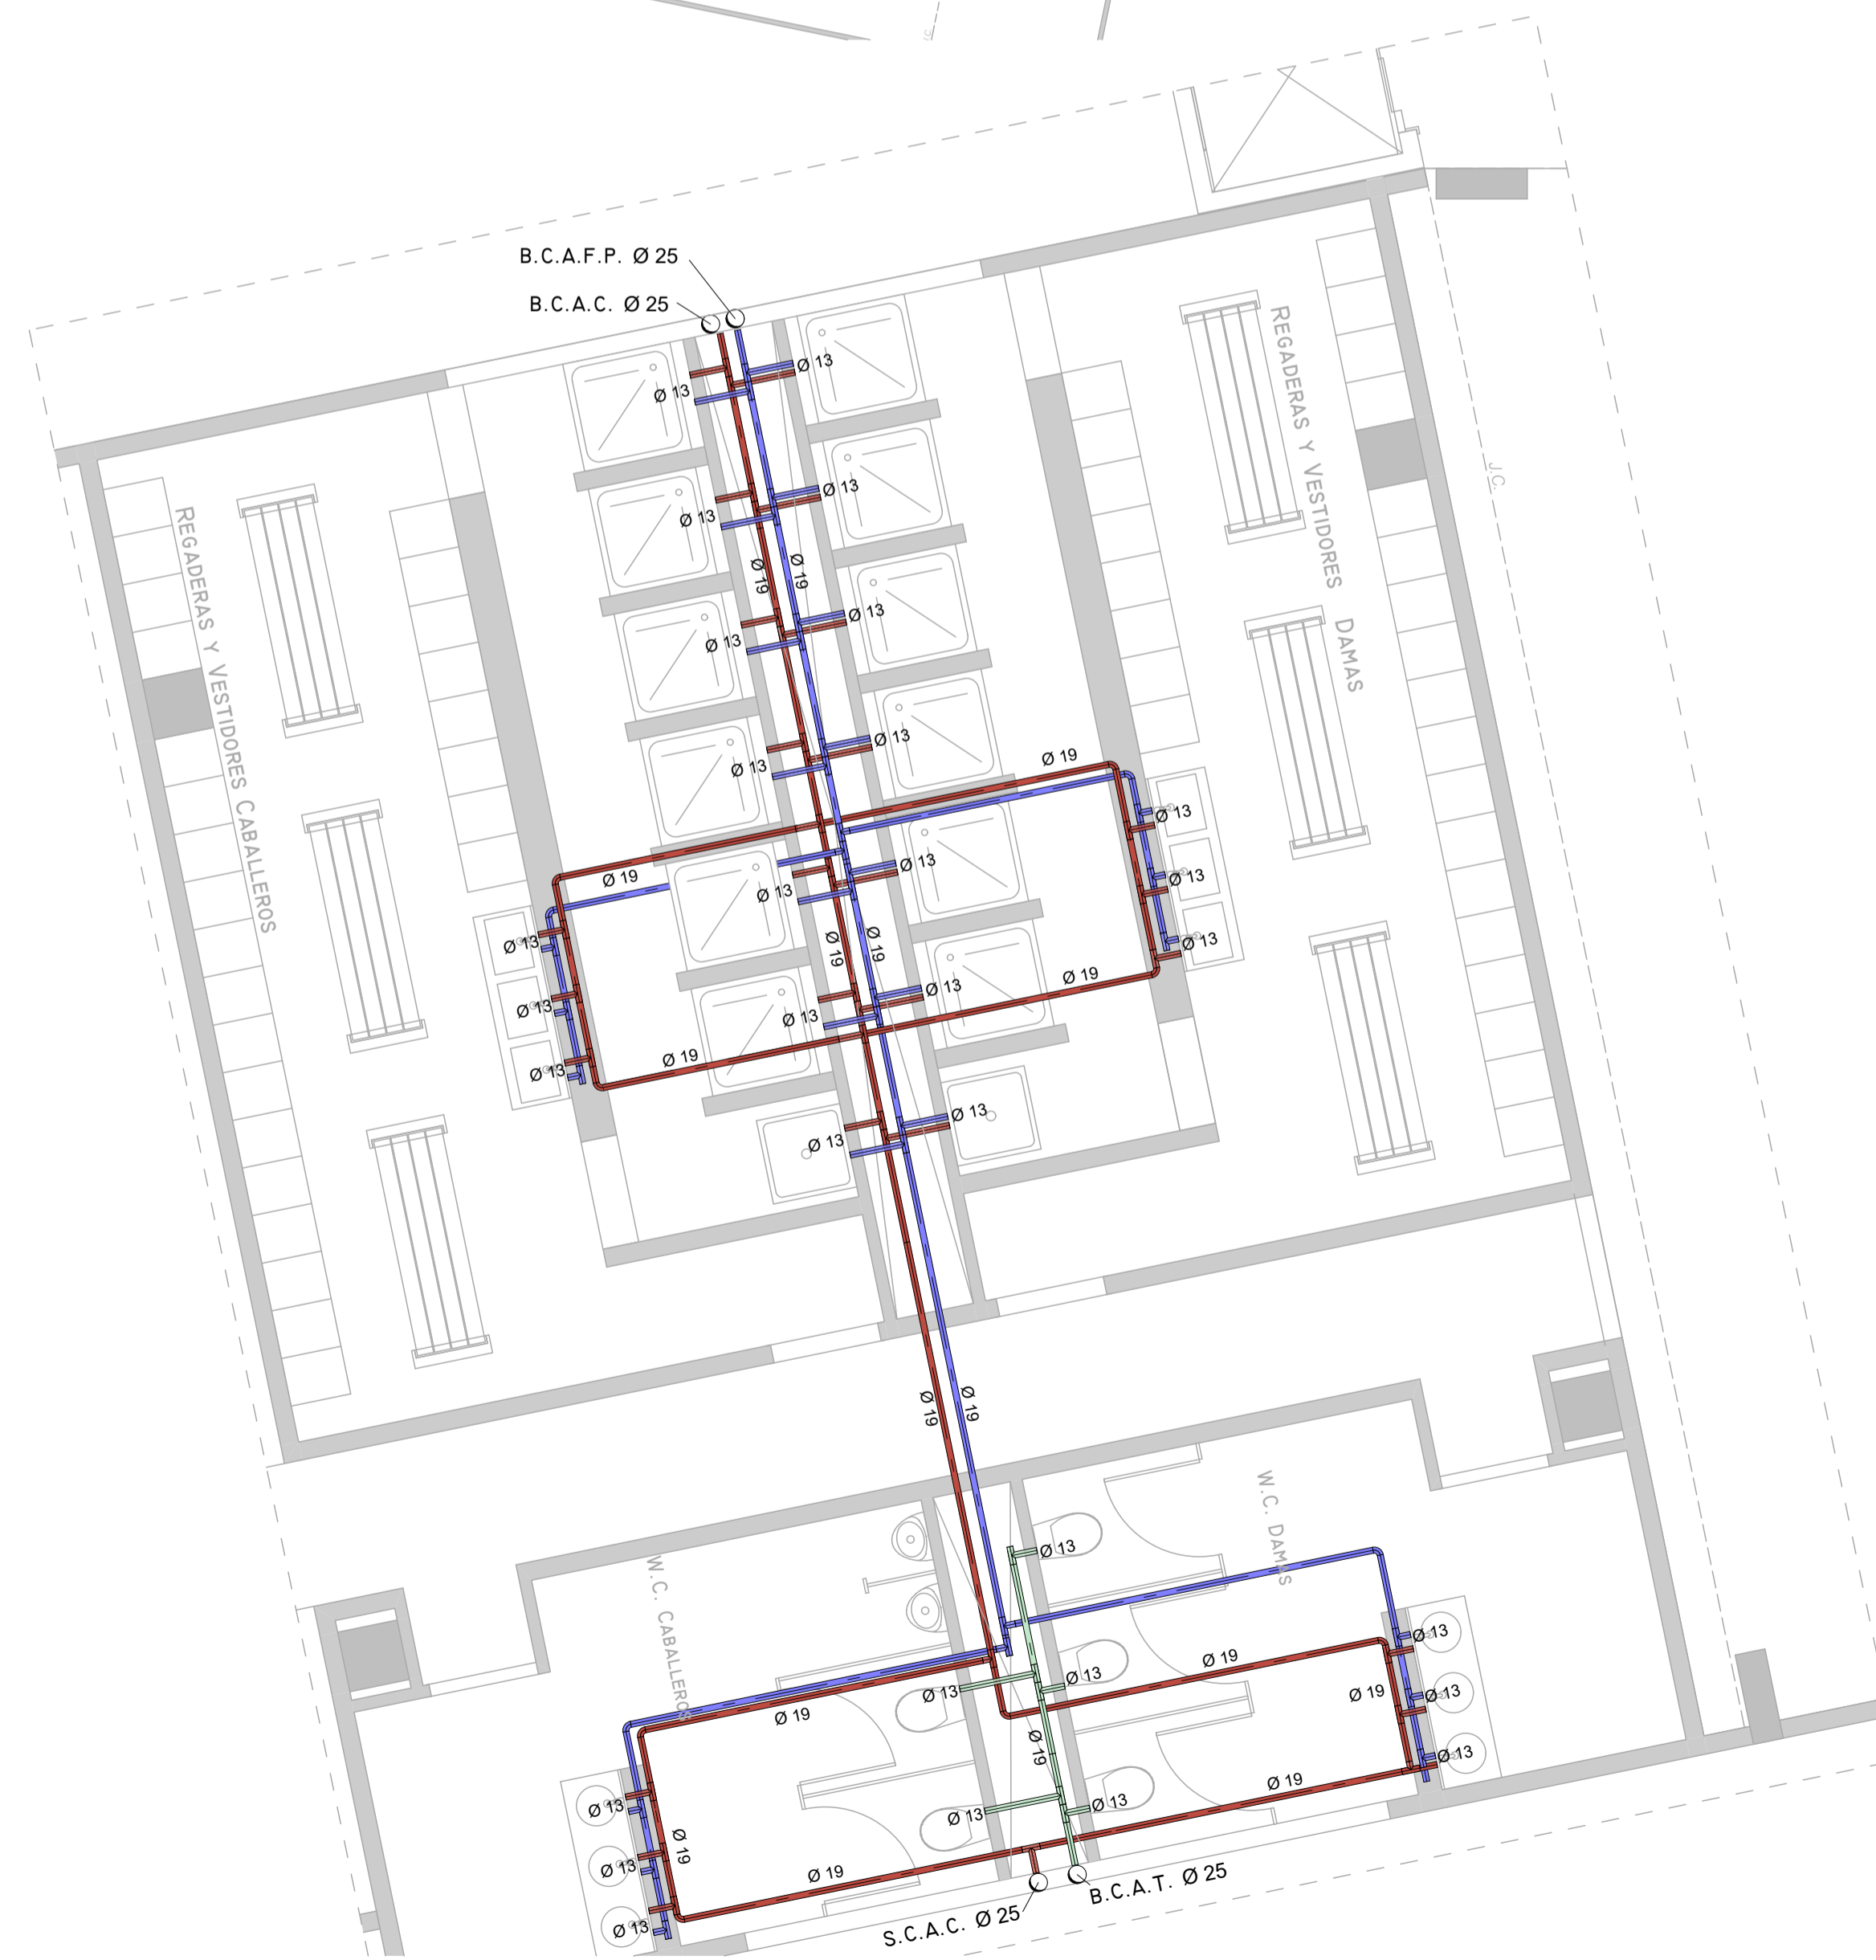 J.C.
B.C.A.F.P. Ø 25
B.C.A.C. Ø 25
Ø 13
Ø 13
REGADERAS Y VESTIDORES DAMAS
Ø 13
Ø 13
J.C.
REGADERAS Y VESTIDORES CABALLEROS
Ø 19
Ø 19
Ø 13
Ø 13
Ø 13
Ø 13
Ø 19
Ø 13
Ø 13
Ø 13
Ø 19
Ø 13
Ø 13
Ø 19
Ø 19
Ø 13
Ø 13
Ø 19
Ø 13
Ø 13
Ø 13
Ø 19
Ø 13
Ø 13
Ø 13
Ø 19
Ø 19
W.C. DAMAS
Ø 13
W.C. CABALLEROS
Ø 13
Ø 19
Ø 13
Ø 13
Ø 19
Ø 13
Ø 19
Ø 19
Ø 13
Ø 19
Ø 13
Ø 13
Ø 13
Ø 19
Ø 13
Ø 19
Ø 13
B.C.A.T. Ø 25
S.C.A.C. Ø 25
Ø 13